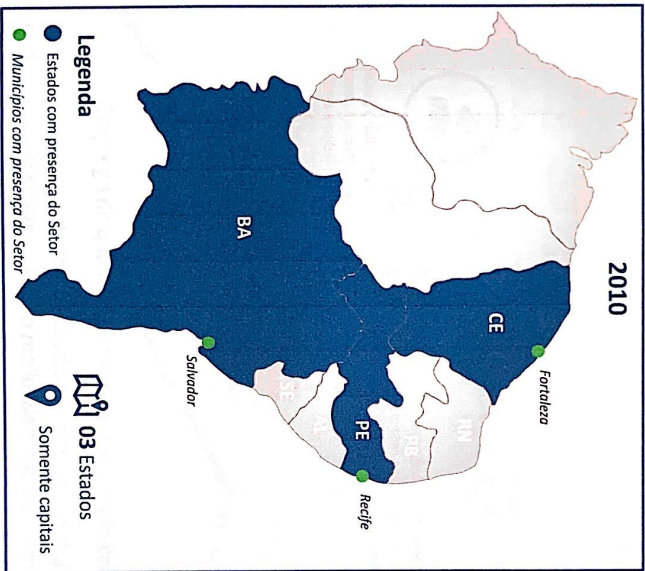 2010
CE
Fortaleza
RN
PB
PE
Recife
AL
SE
BA
Salvador
Legenda
Estados com presença do Setor
Municípios com presença do Setor
03 Estados
Somente capitais